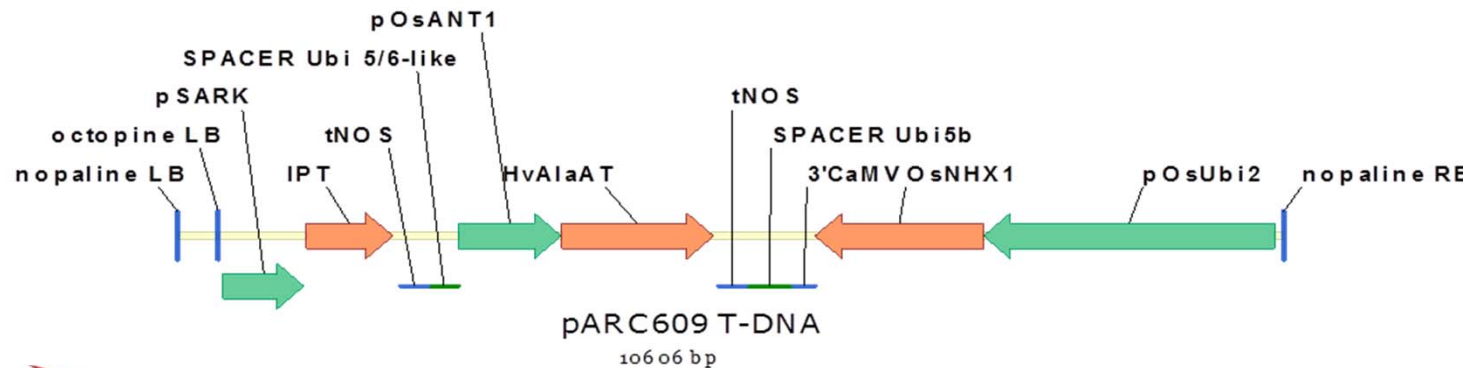 pOsANT1
SPACER Ubi 5/6-like
pSARK
tNOS
octopine LB
tNOS
SPACER Ubi5b
nopaline LB
IPT
HvAlaAT
3'CaMV
OsNHX1
pOsUbi2
nopaline RB
pARC609 T-DNA
10606 bp